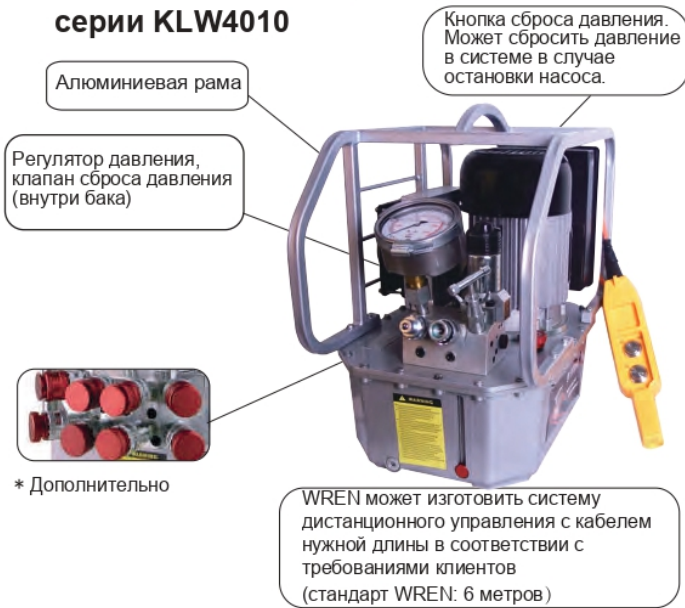 серии KLW4010
Кнопка сброса давления.
Может сбросить давление
в системе в случае
остановки насоса.
Алюминиевая рама
Регулятор давления,
клапан сброса давления
(внутри бака)
WARNING
* Дополнительно
WREN может изготовить систему
дистанционного управления с кабелем
нужной длины в соответствии с
требованиями клиентов
(стандарт WREN: 6 метров)